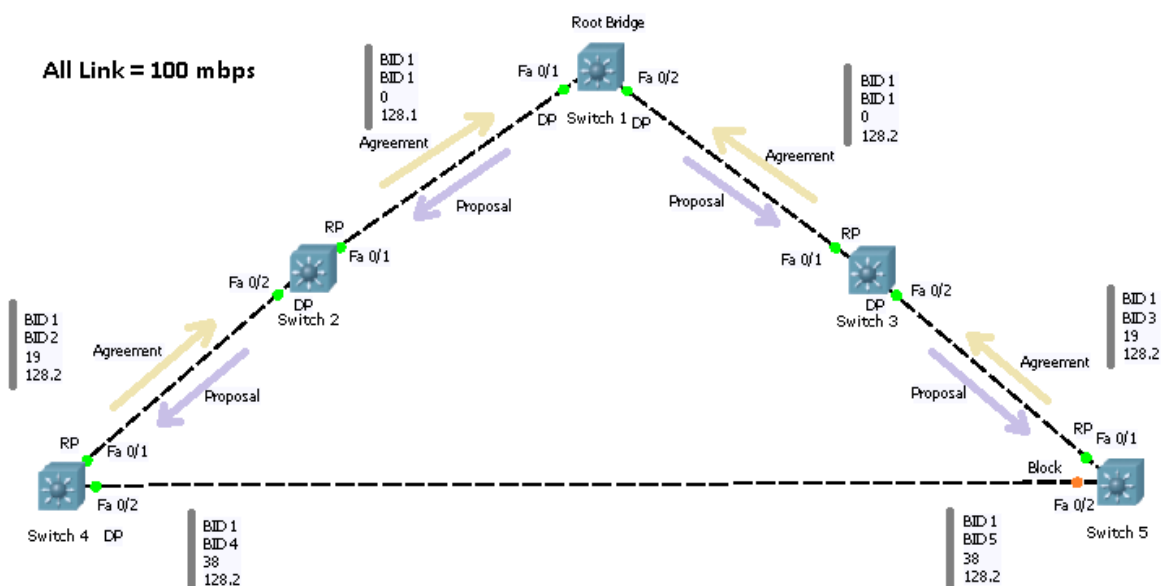 Root Bridge
All Link = 100 mbps
BID 1
BID 1
0
128.1
Fa 0/1
Fa 0/2
DP
Switch 1
DP
BID 1
BID 1
0
128.2
Agreement
Proposal
Agreement
Proposal
RP
Fa 0/1
Fa 0/2
DP
Switch 2
RP
Fa 0/1
Fa 0/2
DP
Switch 3
BID 1
BID 2
19
128.2
Agreement
Proposal
BID 1
BID 3
19
128.2
Agreement
Proposal
RP
Fa 0/1
Fa 0/2
Switch 4 DP
RP
Fa 0/1
Block
Fa 0/2
Switch 5
BID 1
BID 4
38
128.2
BID 1
BID 5
38
128.2